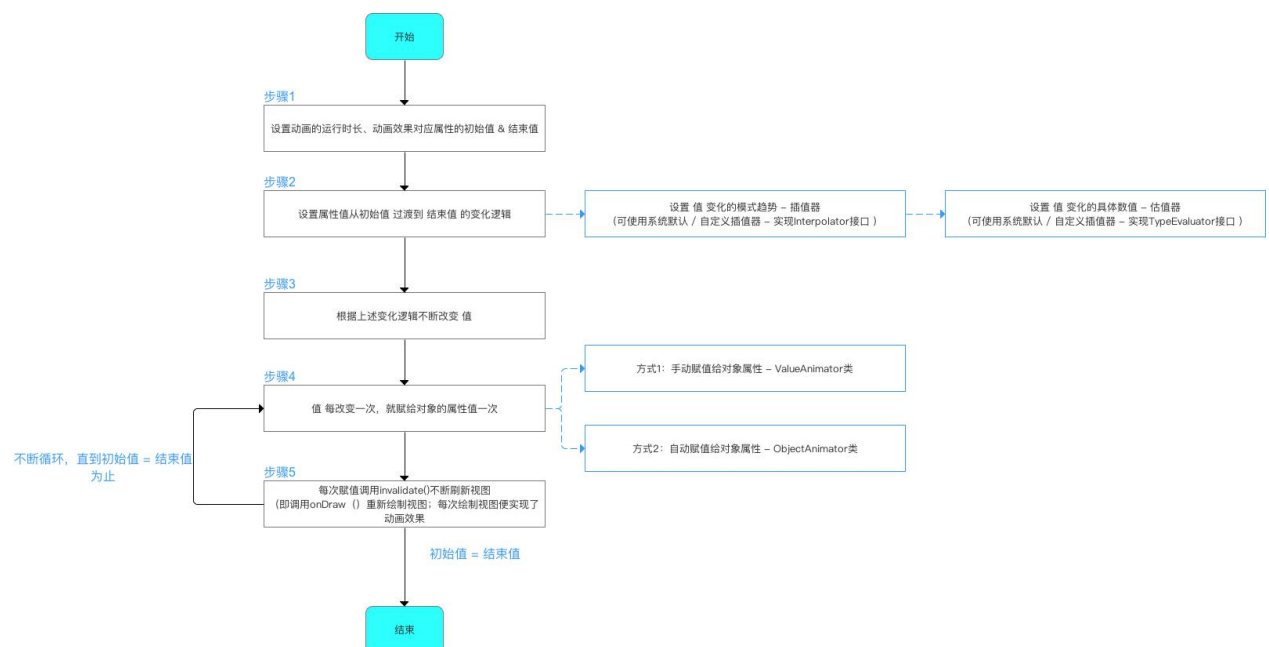 开始
步骤1
设置动画的运行时长、动画效果对应属性的初始值 & 结束值
步骤2
设置属性值从初始值 过渡到 结束值 的变化逻辑
设置 值 变化的模式趋势 – 插值器
(可使用系统默认 / 自定义插值器 – 实现Interpolator接口 )
设置 值 变化的具体数值 – 估值器
(可使用系统默认 / 自定义插值器 – 实现TypeEvaluator接口 )
步骤3
根据上述变化逻辑不断改变 值
步骤4
值 每改变一次，就赋给对象的属性值一次
方式1：手动赋值给对象属性 – ValueAnimator类
方式2：自动赋值给对象属性 – ObjectAnimator类
不断循环，直到初始值 = 结束值
为止
步骤5
每次赋值调用invalidate()不断刷新视图
（即调用onDraw（）重新绘制视图；每次绘制视图便实现了
动画效果
初始值 = 结束值
结束